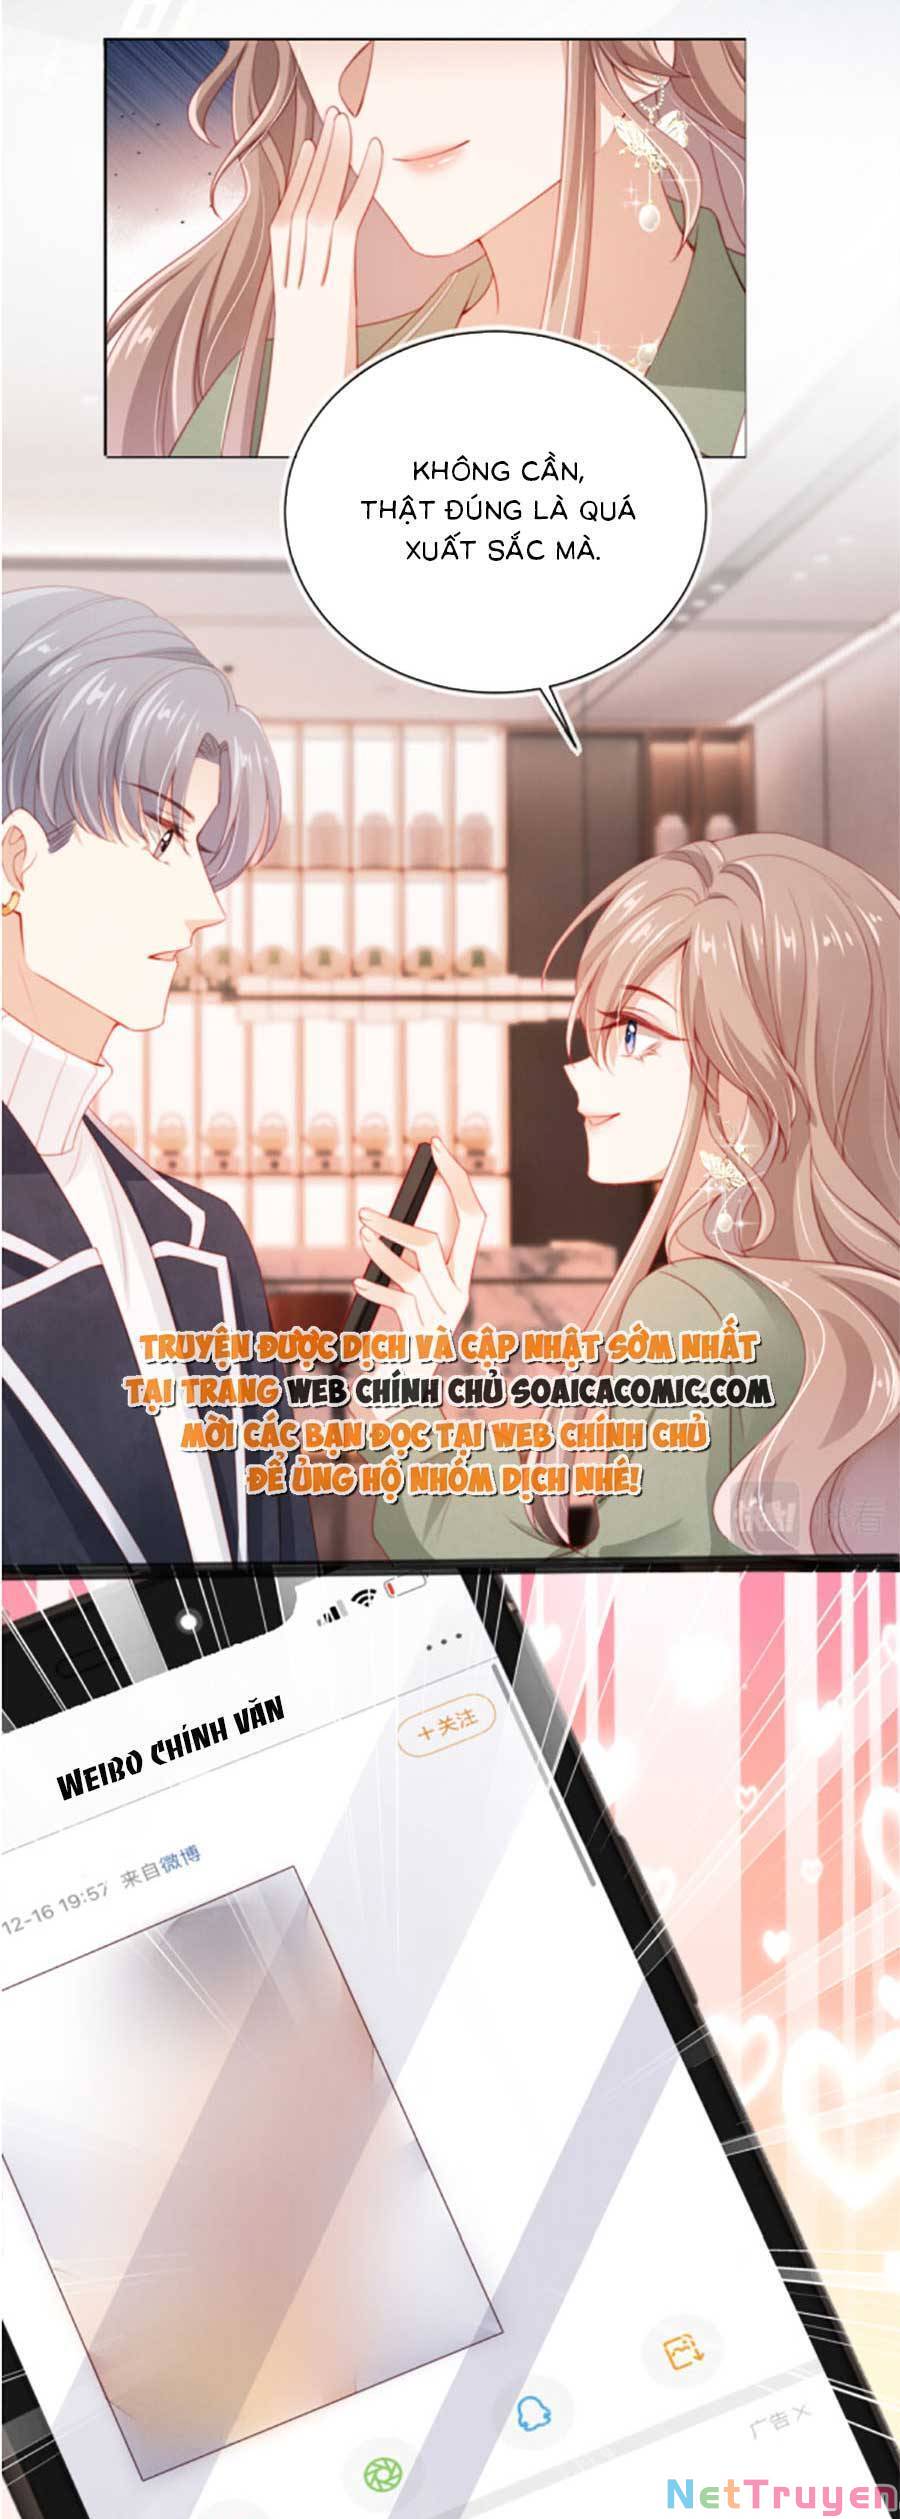 KHÔNG CẦN,
THẬT ĐÚNG LÀ QUÁ
XUẤT SẮC MÀ.
TRUYỆN ĐƯỢC DỊCH VÀ CẬP NHẬT SỚM NHẤT
TẠI TRANG WEB CHÍNH CHỦ SOAICACOMIC.COM
MỜI CÁC BẠN ĐỌC TẠI WEB CHÍNH CHỦ
ĐỂ ỦNG HỘ NHÓM DỊCH NHÉ!
WEIBO CHÍNH VĂN
+关注
12-16 19:57 来自微博
广告 ×
NetTruyen